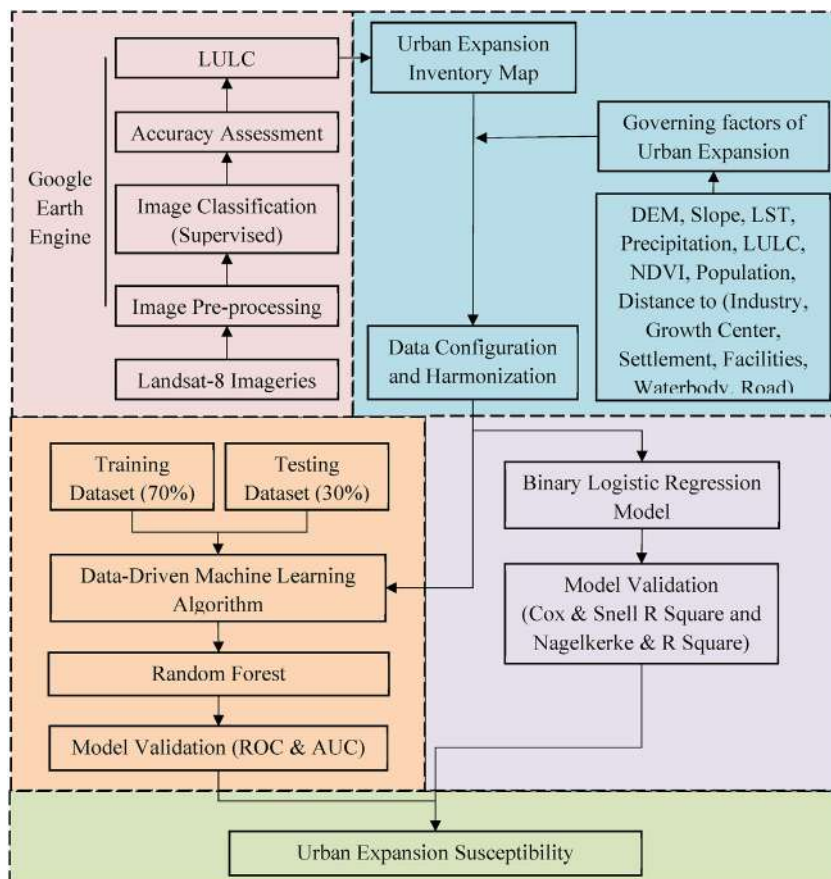 LULC
Accuracy Assessment
Google
Earth
Engine
Image Classification
(Supervised)
Image Pre-processing
Landsat-8 Imageries
Urban Expansion
Inventory Map
Governing factors of
Urban Expansion
DEM, Slope, LST,
Precipitation, LULC,
NDVI, Population,
Distance to (Industry,
Growth Center,
Settlement, Facilities,
Waterbody, Road)
Data Configuration
and Harmonization
Training
Dataset (70%)
Testing
Dataset (30%)
Data-Driven Machine Learning
Algorithm
Random Forest
Model Validation (ROC & AUC)
Binary Logistic Regression
Model
Model Validation
(Cox & Snell R Square and
Nagelkerke & R Square)
Urban Expansion Susceptibility